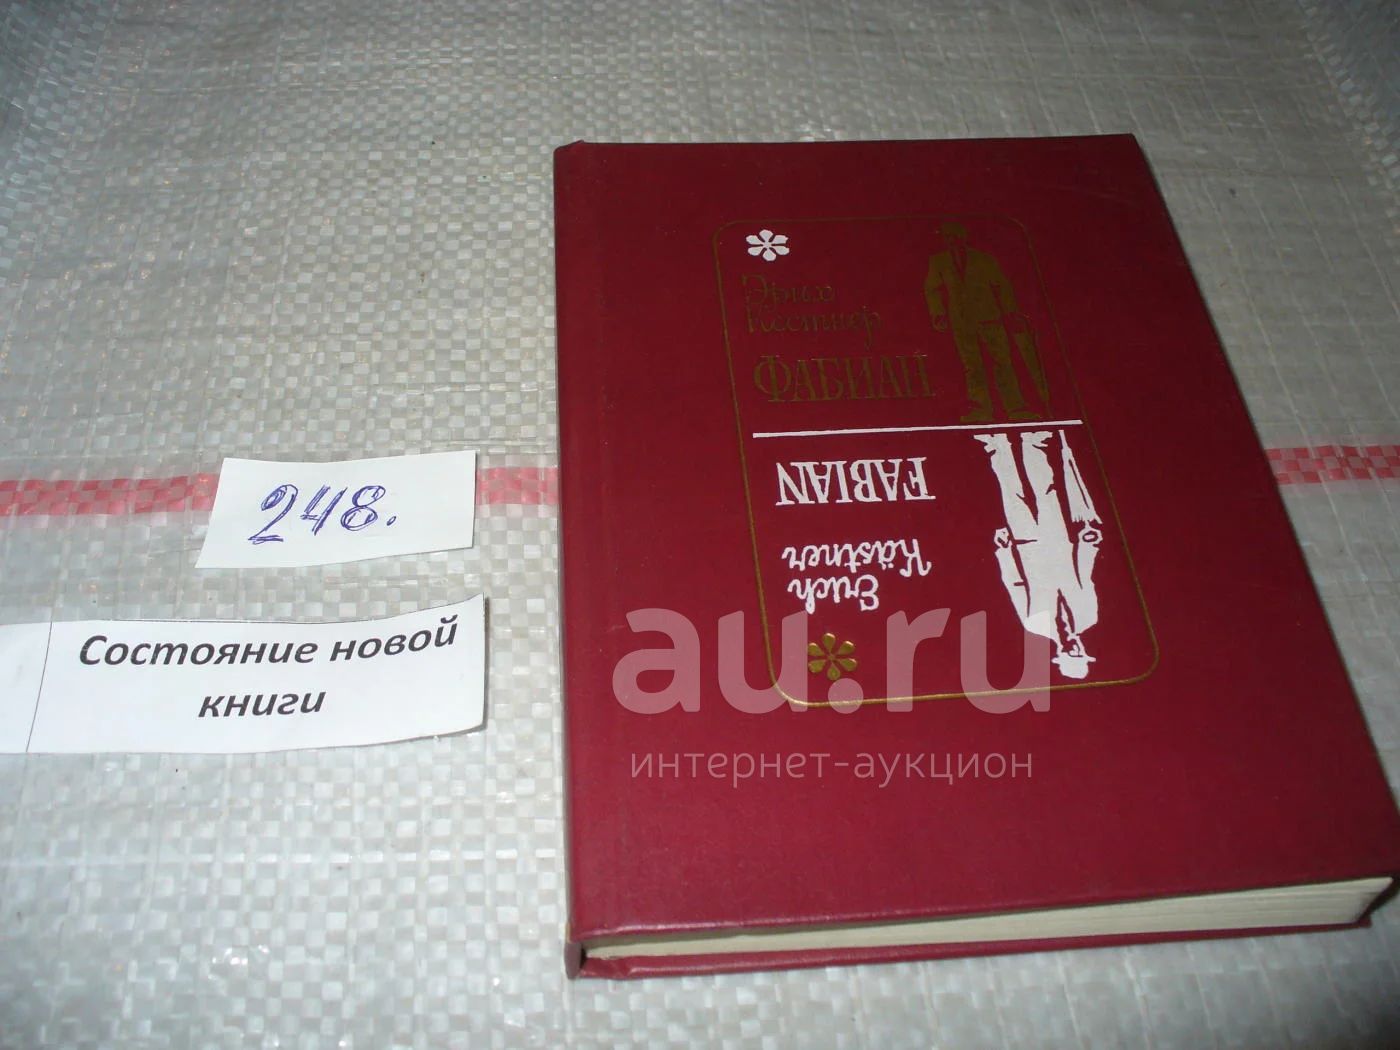 Эрих
Кестнер
ФАБИАН
FABIAN
Erich
Kästner
248.
Состояние новой
книги
au.ru
интернет-аукцион